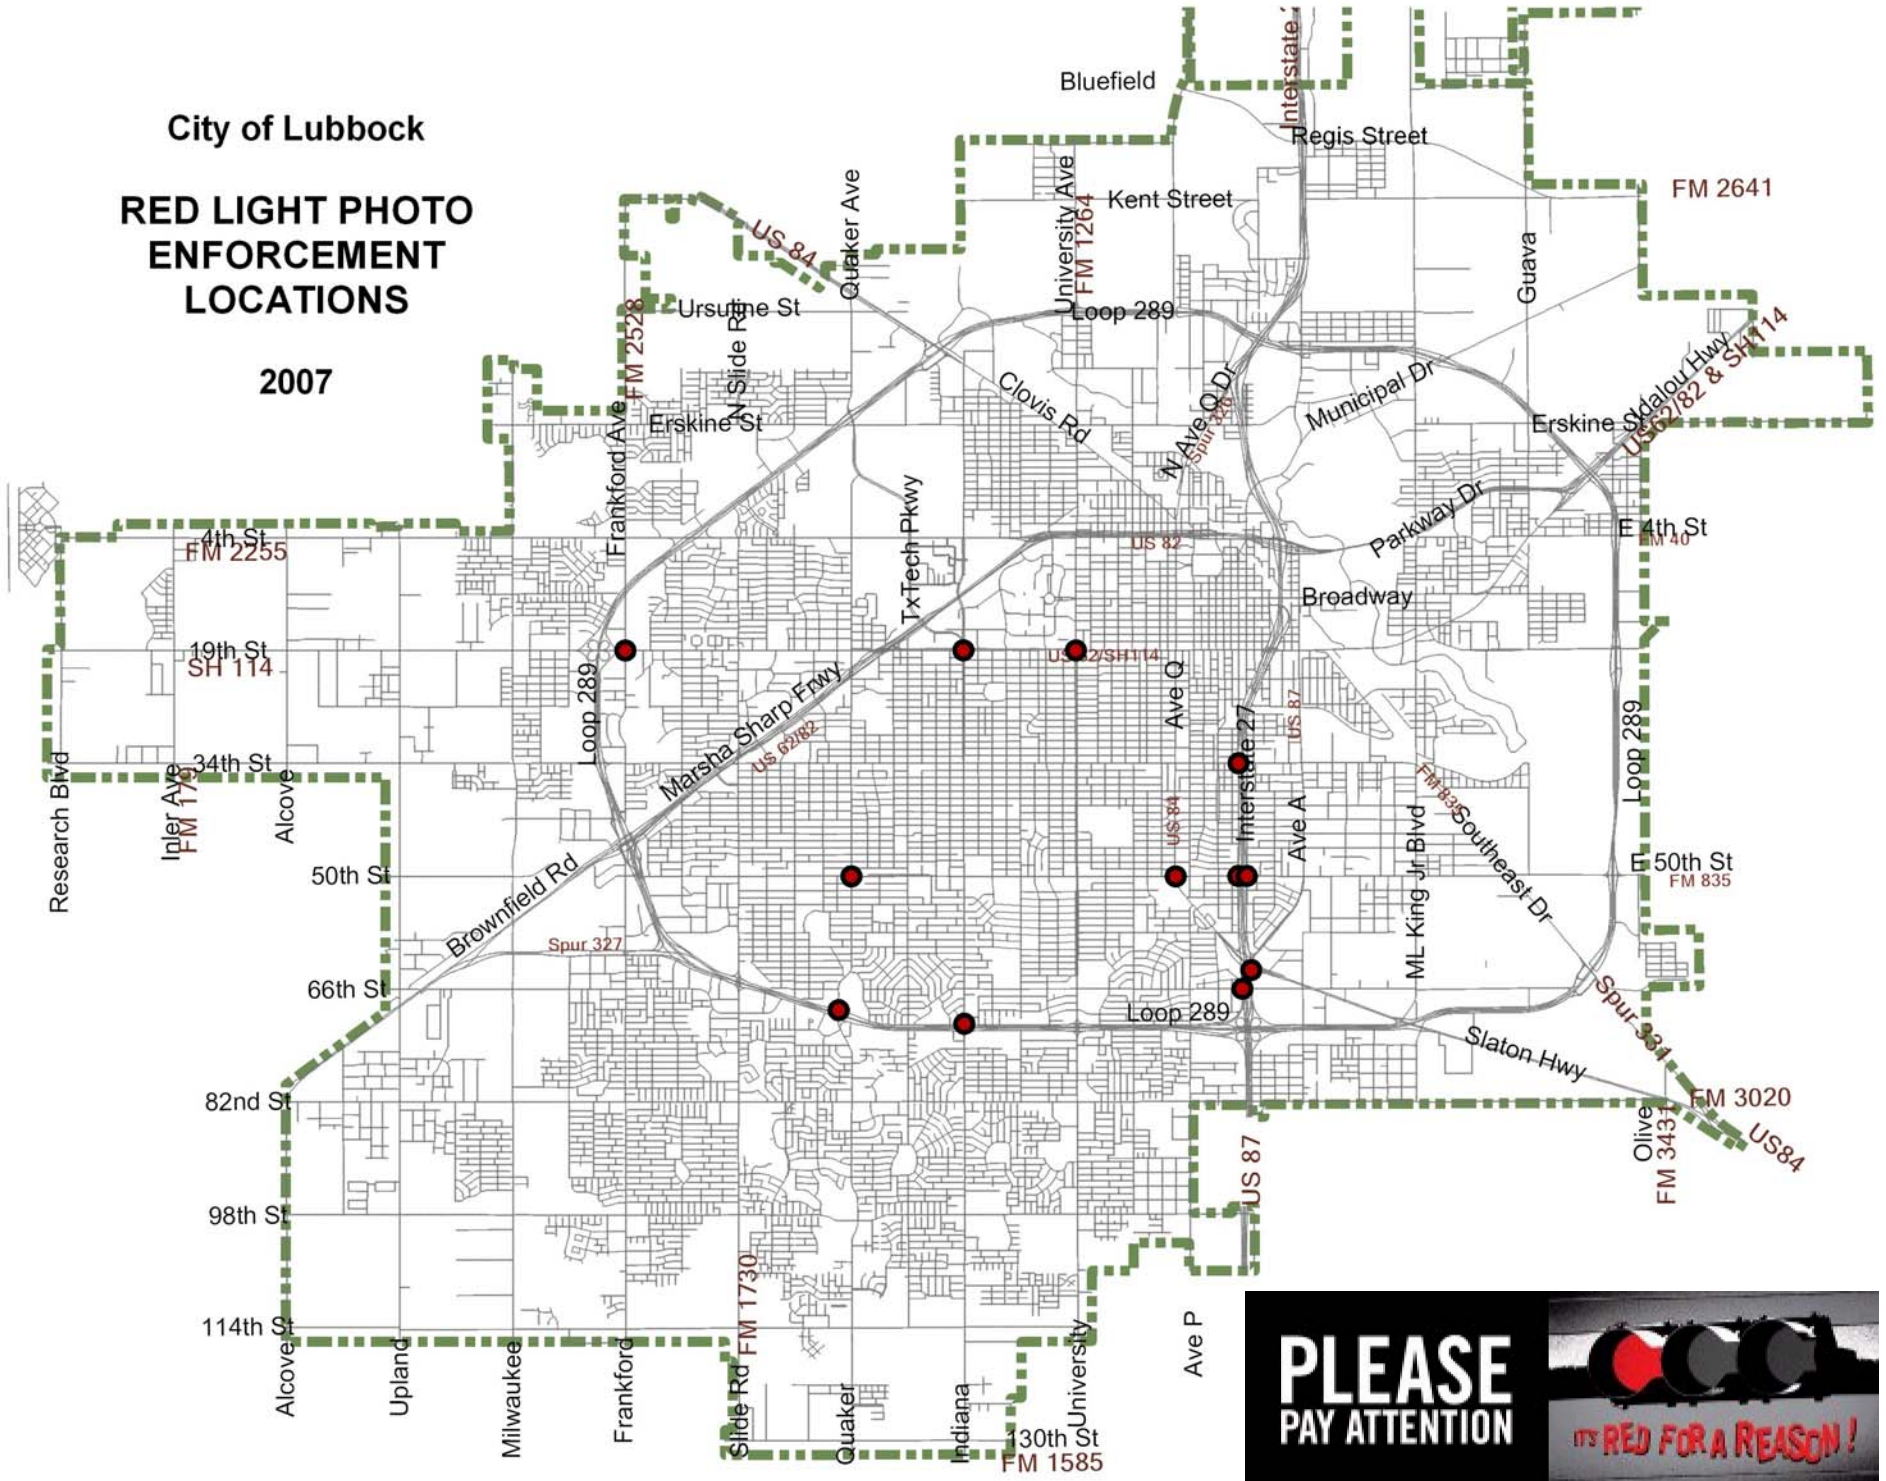 City of Lubbock
RED LIGHT PHOTO
ENFORCEMENT
LOCATIONS
2007
Bluefield
Interstate
Regis Street
Kent Street
FM 2641
University Ave
FM 1264
Quaker Ave
US 84
Guava
Ursuline St
Loop 289
FM 2528
N Slide Rd
Clovis Rd
N Ave Q Dr
Municipal Dr
Idalou Hwy
US62/82 & SH114
Erskine St
Erskine St
Frankford Ave
TxTech Pkwy
Parkway Dr
4th St
FM 2255
US 82
E 4th St
FM 40
Broadway
19th St
SH 114
Loop 289
Marsha Sharp Frwy
US 62/82
Ave Q
US 87
Interstate 27
Loop 289
34th St
Research Blvd
Inler Ave
FM 179
Alcove
US 84
Ave A
ML King Jr Blvd
FM 835
Southeast Dr
50th St
E 50th St
FM 835
Brownfield Rd
Spur 327
66th St
Loop 289
Spur 331
Slaton Hwy
82nd St
FM 3020
Olive
FM 3431
US84
US 87
98th St
FM 1730
114th St
Alcove
Upland
Milwaukee
Frankford
Slide Rd
Quaker
Indiana
University
Ave P
130th St
FM 1585
PLEASE
PAY ATTENTION
IT'S RED FOR A REASON!